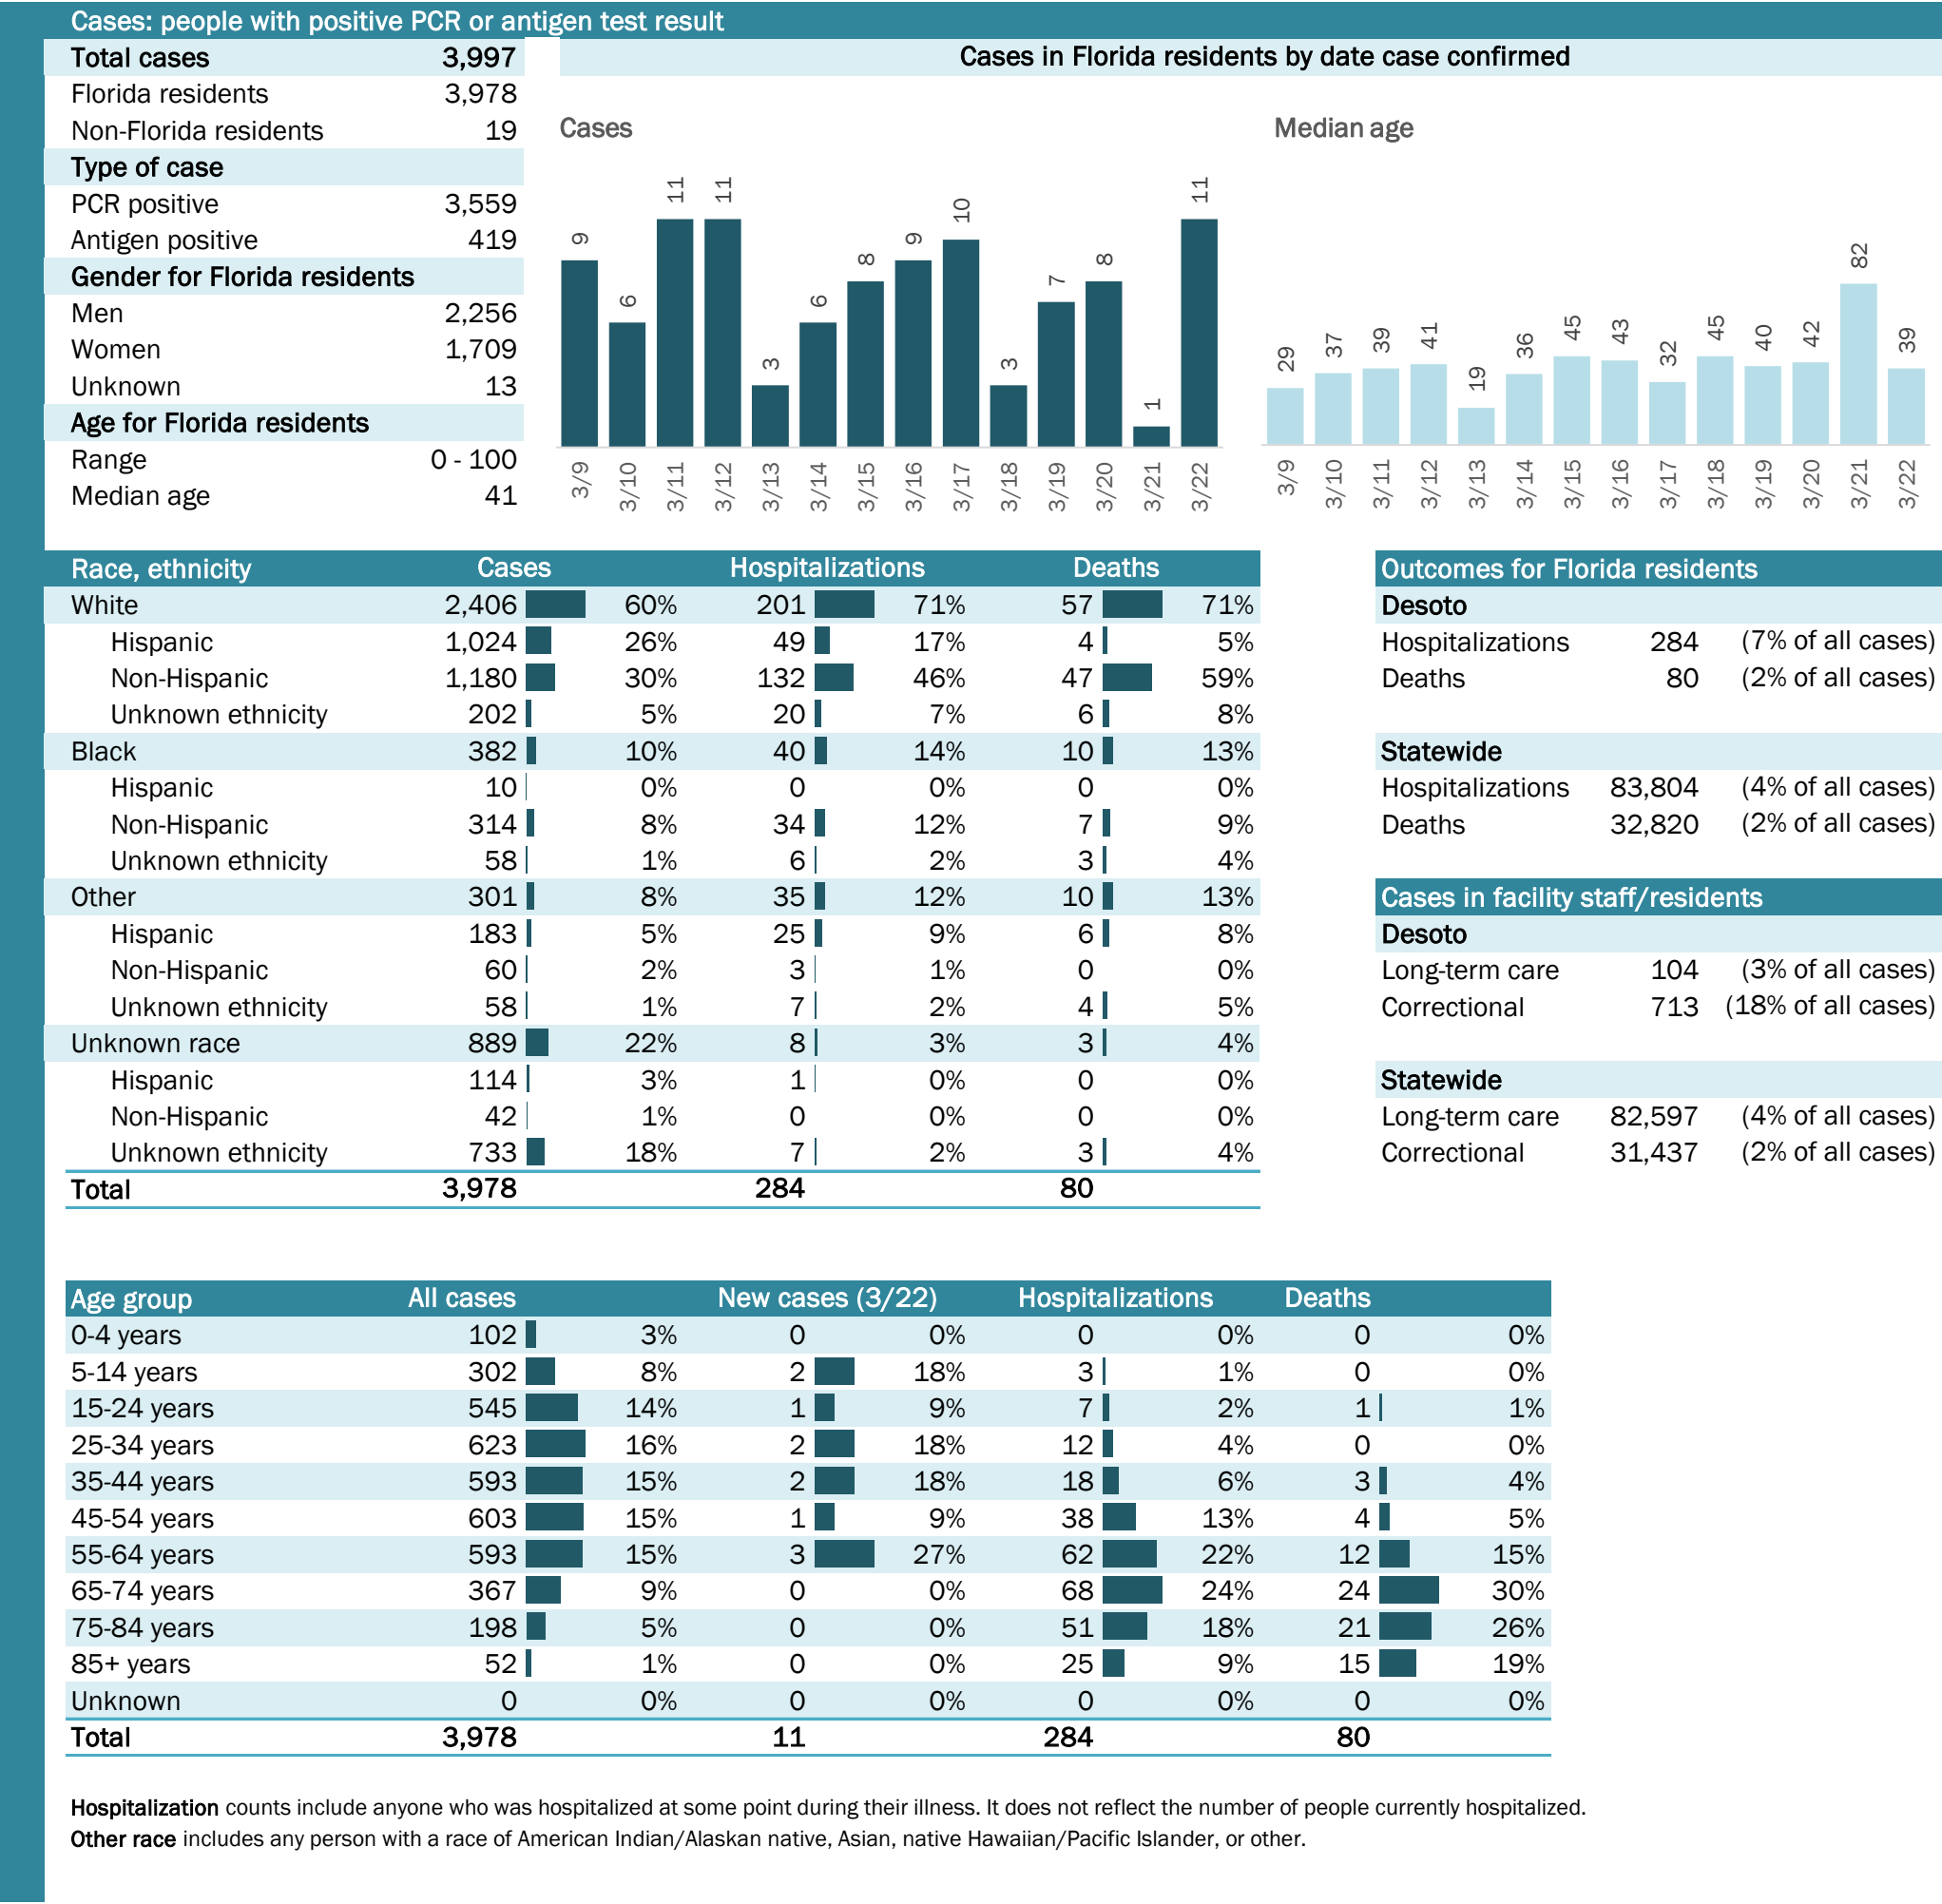 Cases: people with positive PCR or antigen test result
Total cases 3,997
Florida residents 3,978
Non-Florida residents 19
Type of case
PCR positive 3,559
Antigen positive 419
Gender for Florida residents
Men 2,256
Women 1,709
Unknown 13
Age for Florida residents
Range 0 - 100
Median age 41
Cases in Florida residents by date case confirmed
Cases
9 6 11 11 3 6 8 9 10 3 7 8 1 11
3/9 3/10 3/11 3/12 3/13 3/14 3/15 3/16 3/17 3/18 3/19 3/20 3/21 3/22
Median age
29 37 39 41 19 36 45 43 32 45 40 42 82 39
3/9 3/10 3/11 3/12 3/13 3/14 3/15 3/16 3/17 3/18 3/19 3/20 3/21 3/22
Race, ethnicity Cases Hospitalizations Deaths
White 2,406 60% 201 71% 57 71%
Hispanic 1,024 26% 49 17% 4 5%
Non-Hispanic 1,180 30% 132 46% 47 59%
Unknown ethnicity 202 5% 20 7% 6 8%
Black 382 10% 40 14% 10 13%
Hispanic 10 0% 0 0% 0 0%
Non-Hispanic 314 8% 34 12% 7 9%
Unknown ethnicity 58 1% 6 2% 3 4%
Other 301 8% 35 12% 10 13%
Hispanic 183 5% 25 9% 6 8%
Non-Hispanic 60 2% 3 1% 0 0%
Unknown ethnicity 58 1% 7 2% 4 5%
Unknown race 889 22% 8 3% 3 4%
Hispanic 114 3% 1 0% 0 0%
Non-Hispanic 42 1% 0 0% 0 0%
Unknown ethnicity 733 18% 7 2% 3 4%
Total 3,978 284 80
Outcomes for Florida residents
Desoto
Hospitalizations 284 (7% of all cases)
Deaths 80 (2% of all cases)
Statewide
Hospitalizations 83,804 (4% of all cases)
Deaths 32,820 (2% of all cases)
Cases in facility staff/residents
Desoto
Long-term care 104 (3% of all cases)
Correctional 713 (18% of all cases)
Statewide
Long-term care 82,597 (4% of all cases)
Correctional 31,437 (2% of all cases)
Age group All cases New cases (3/22) Hospitalizations Deaths
0-4 years 102 3% 0 0% 0 0% 0 0%
5-14 years 302 8% 2 18% 3 1% 0 0%
15-24 years 545 14% 1 9% 7 2% 1 1%
25-34 years 623 16% 2 18% 12 4% 0 0%
35-44 years 593 15% 2 18% 18 6% 3 4%
45-54 years 603 15% 1 9% 38 13% 4 5%
55-64 years 593 15% 3 27% 62 22% 12 15%
65-74 years 367 9% 0 0% 68 24% 24 30%
75-84 years 198 5% 0 0% 51 18% 21 26%
85+ years 52 1% 0 0% 25 9% 15 19%
Unknown 0 0% 0 0% 0 0% 0 0%
Total 3,978 11 284 80
Hospitalization counts include anyone who was hospitalized at some point during their illness. It does not reflect the number of people currently hospitalized.
Other race includes any person with a race of American Indian/Alaskan native, Asian, native Hawaiian/Pacific Islander, or other.